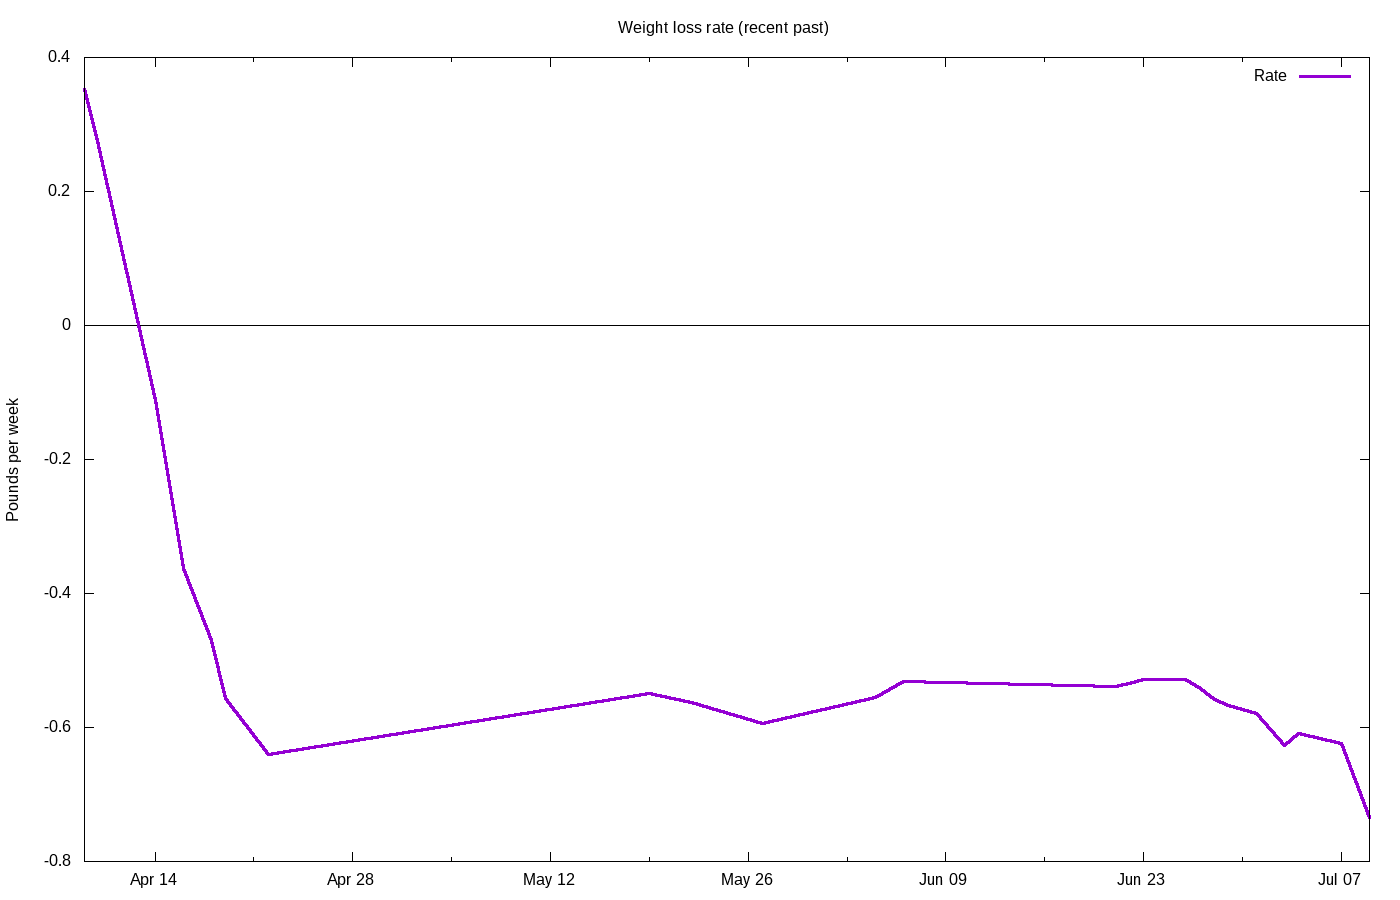 Weight loss rate (recent past)
Rate
0.4
0.2
0
-0.2
-0.4
-0.6
-0.8
Pounds per week
Apr 14
Apr 28
May 12
May 26
Jun 09
Jun 23
Jul 07